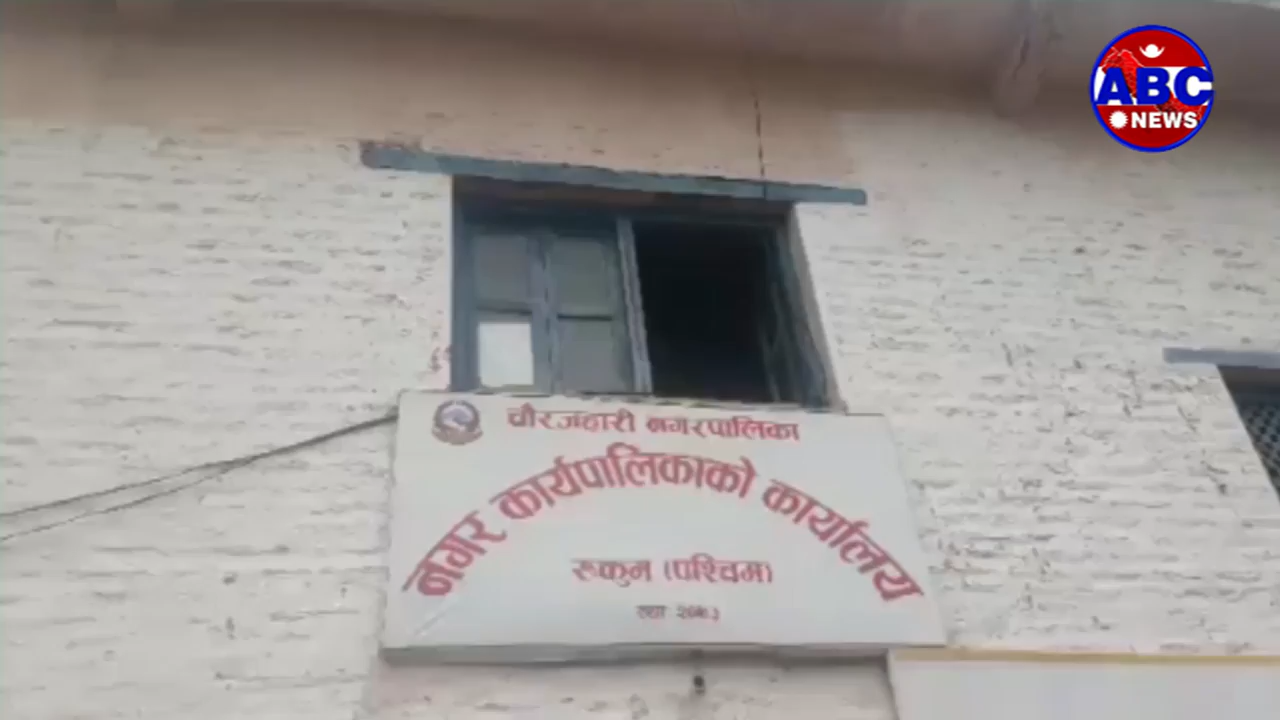 ABC
NEWS
चौरजहारी नगरपालिका
नगर कार्यपालिकाको कार्यालय
रुकुम (पश्चिम)